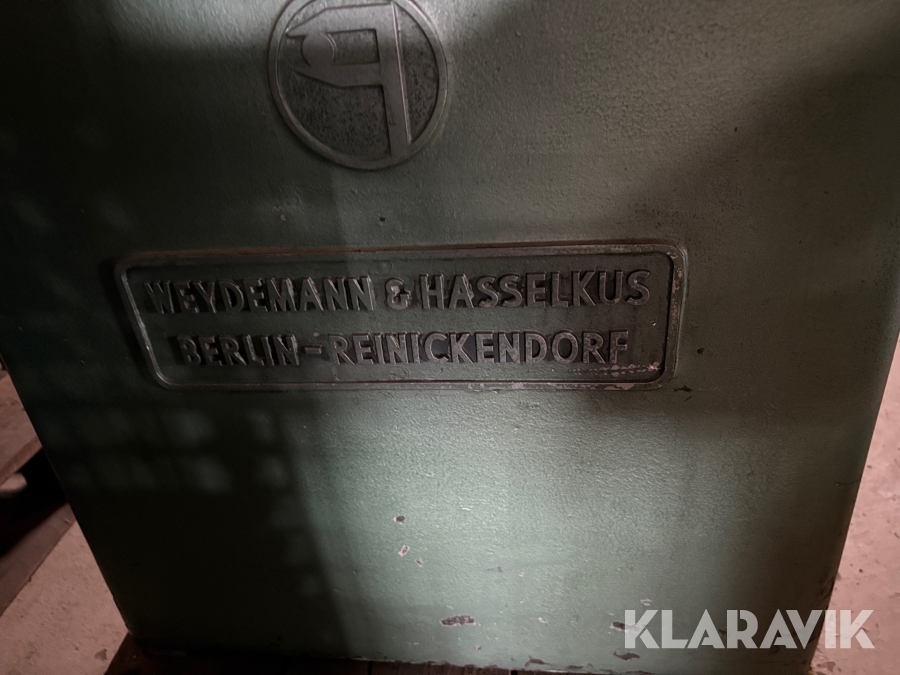 WEYDEMANN & HASSELKUS
BERLIN-REINICKENDORF
KLARAVIK